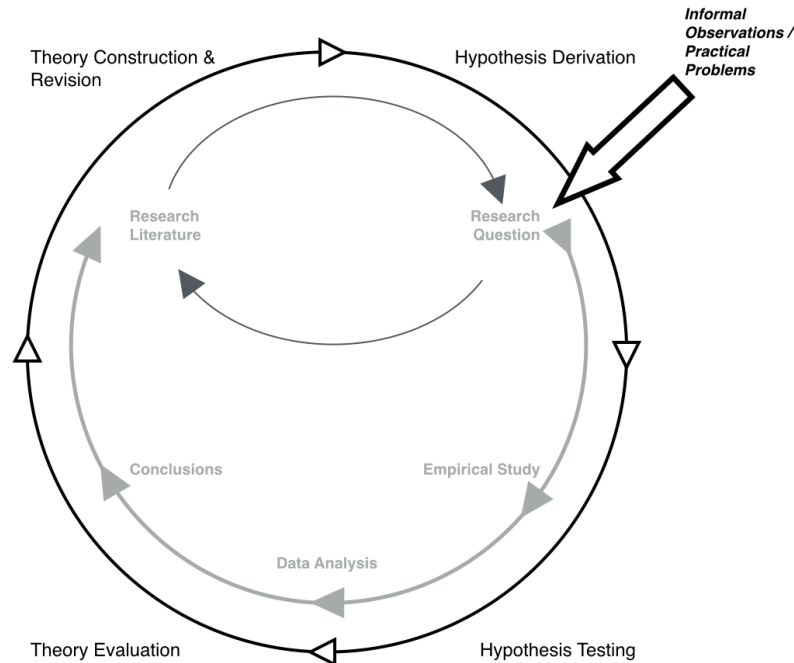 Informal
Observations /
Practical
Problems
Theory Construction &
Revision
Hypothesis Derivation
Research
Literature
Research
Question
Conclusions
Empirical Study
Data Analysis
Theory Evaluation
Hypothesis Testing